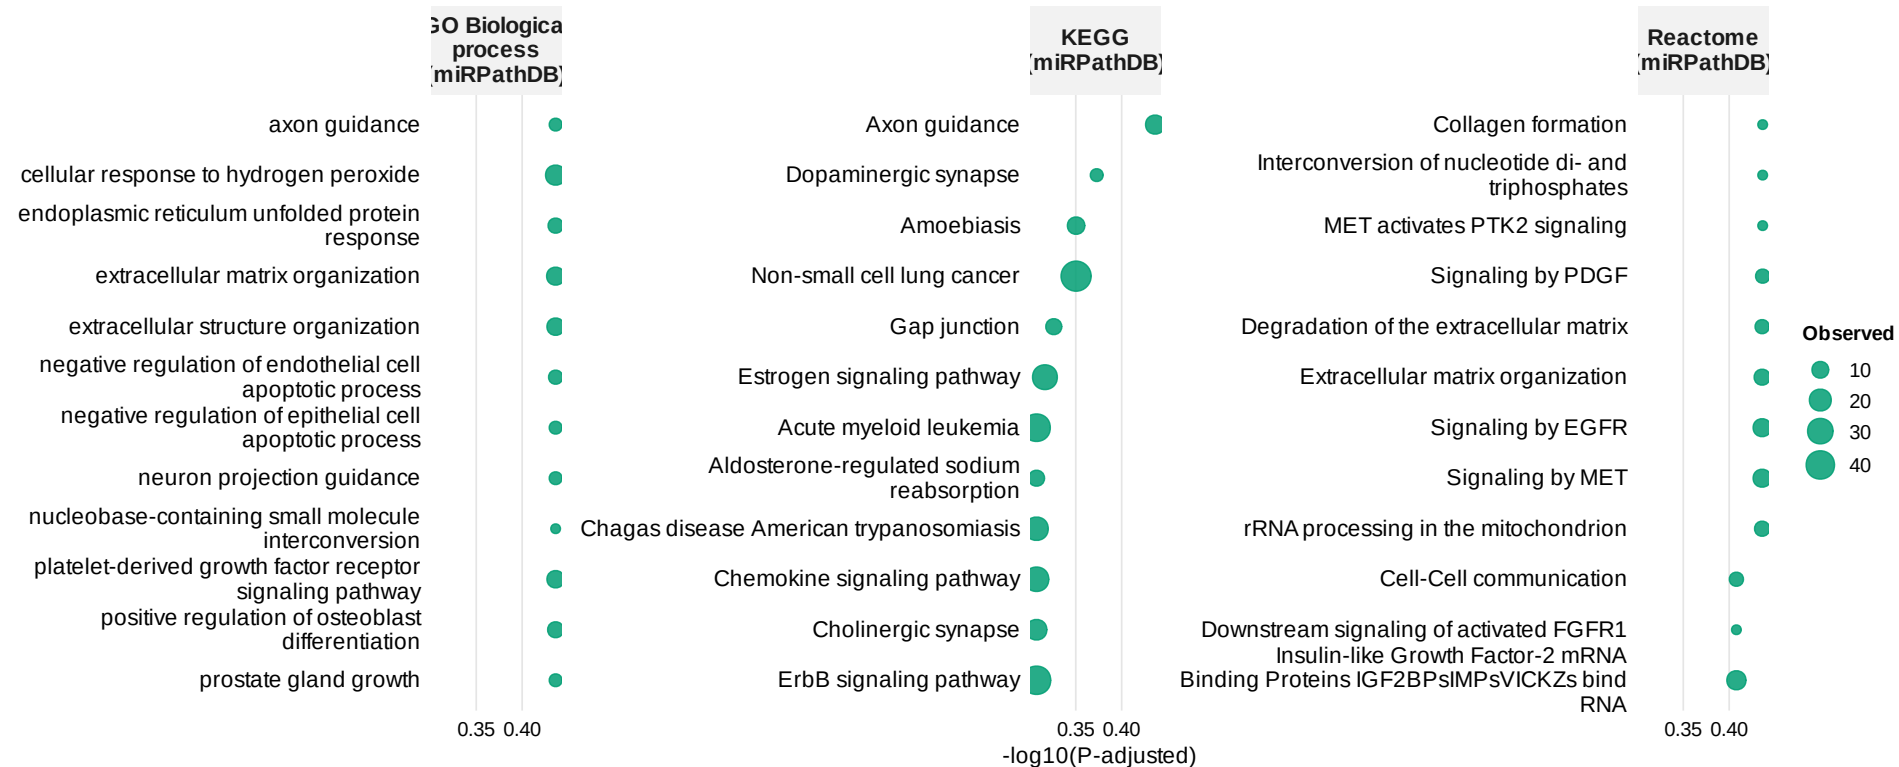 GO Biologica
process
(miRPathDB)
axon guidance
cellular response to hydrogen peroxide
endoplasmic reticulum unfolded protein
response
extracellular matrix organization
extracellular structure organization
negative regulation of endothelial cell
apoptotic process
negative regulation of epithelial cell
apoptotic process
neuron projection guidance
nucleobase-containing small molecule
interconversion
platelet-derived growth factor receptor
signaling pathway
positive regulation of osteoblast
differentiation
prostate gland growth
0.35 0.40
KEGG
(miRPathDB)
Axon guidance
Dopaminergic synapse
Amoebiasis
Non-small cell lung cancer
Gap junction
Estrogen signaling pathway
Acute myeloid leukemia
Aldosterone-regulated sodium
reabsorption
Chagas disease American trypanosomiasis
Chemokine signaling pathway
Cholinergic synapse
ErbB signaling pathway
0.35 0.40
-log10(P-adjusted)
Reactome
(miRPathDB)
Collagen formation
Interconversion of nucleotide di- and
triphosphates
MET activates PTK2 signaling
Signaling by PDGF
Degradation of the extracellular matrix
Extracellular matrix organization
Signaling by EGFR
Signaling by MET
rRNA processing in the mitochondrion
Cell-Cell communication
Downstream signaling of activated FGFR1
Insulin-like Growth Factor-2 mRNA
Binding Proteins IGF2BPsIMPsVICKZs bind
RNA
0.35 0.40
Observed
10
20
30
40